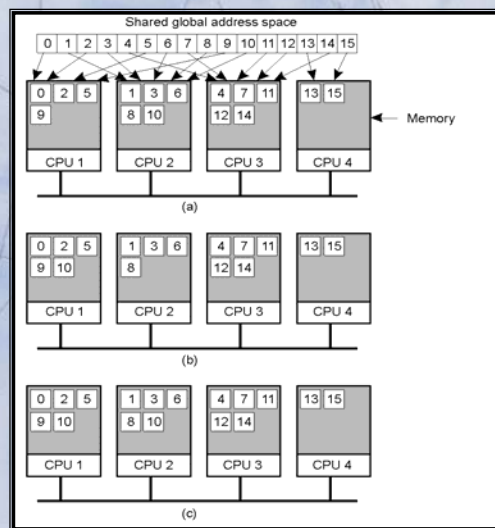 Shared global address space
0 1 2 3 4 5 6 7 8 9 10 11 12 13 14 15
0 2 5 1 3 6 4 7 11 13 15
9 8 10 12 14
Memory
CPU 1 CPU 2 CPU 3 CPU 4
(a)
0 2 5 1 3 6 4 7 11 13 15
9 10 8 12 14
CPU 1 CPU 2 CPU 3 CPU 4
(b)
0 2 5 1 3 6 4 7 11 13 15
9 10 8 10 12 14
CPU 1 CPU 2 CPU 3 CPU 4
(c)